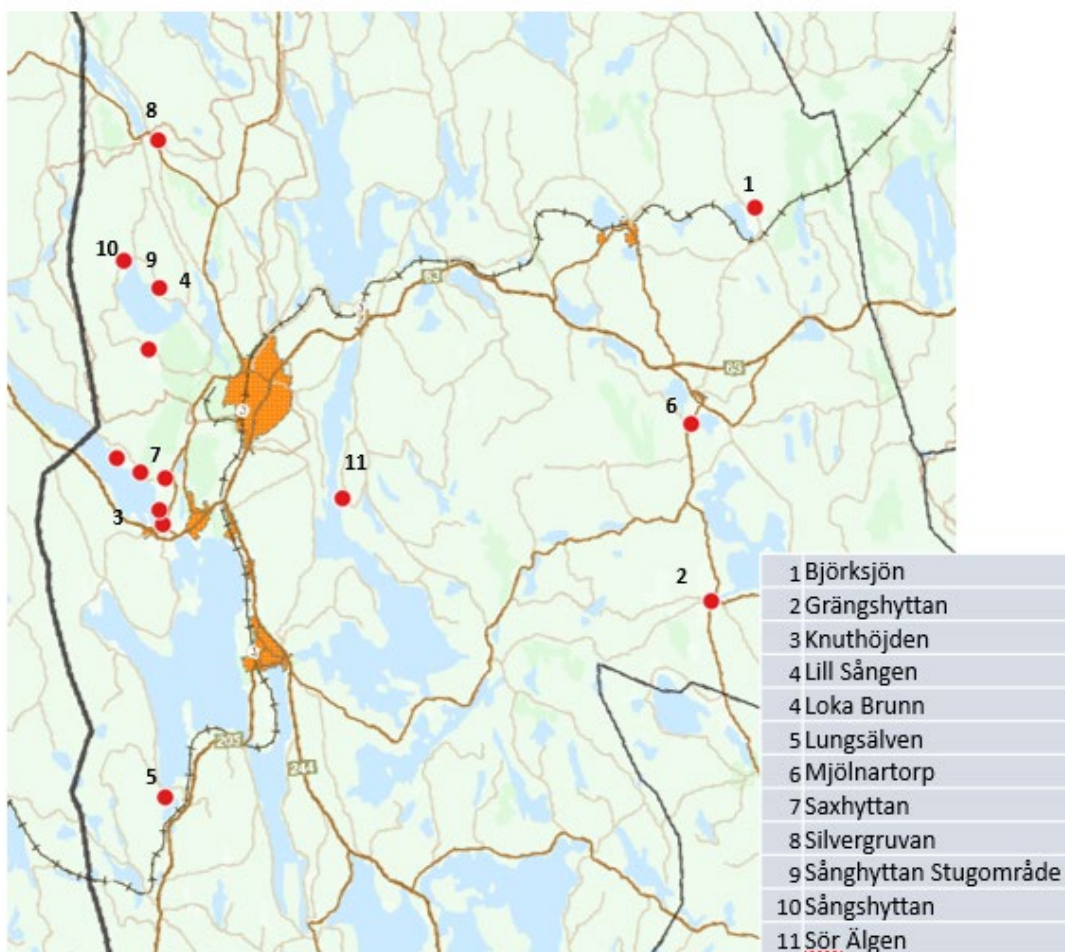 8
1
10
9
4
63
63
6
7
11
3
2
205
244
5
1 Björksjön
2 Grängshyttan
3 Knuthöjden
4 Lill Sången
4 Loka Brunn
5 Lungsälven
6 Mjölnartorp
7 Saxhyttan
8 Silvergruvan
9 Sånghyttan Stugområde
10 Sångshyttan
11 Sör Älgen